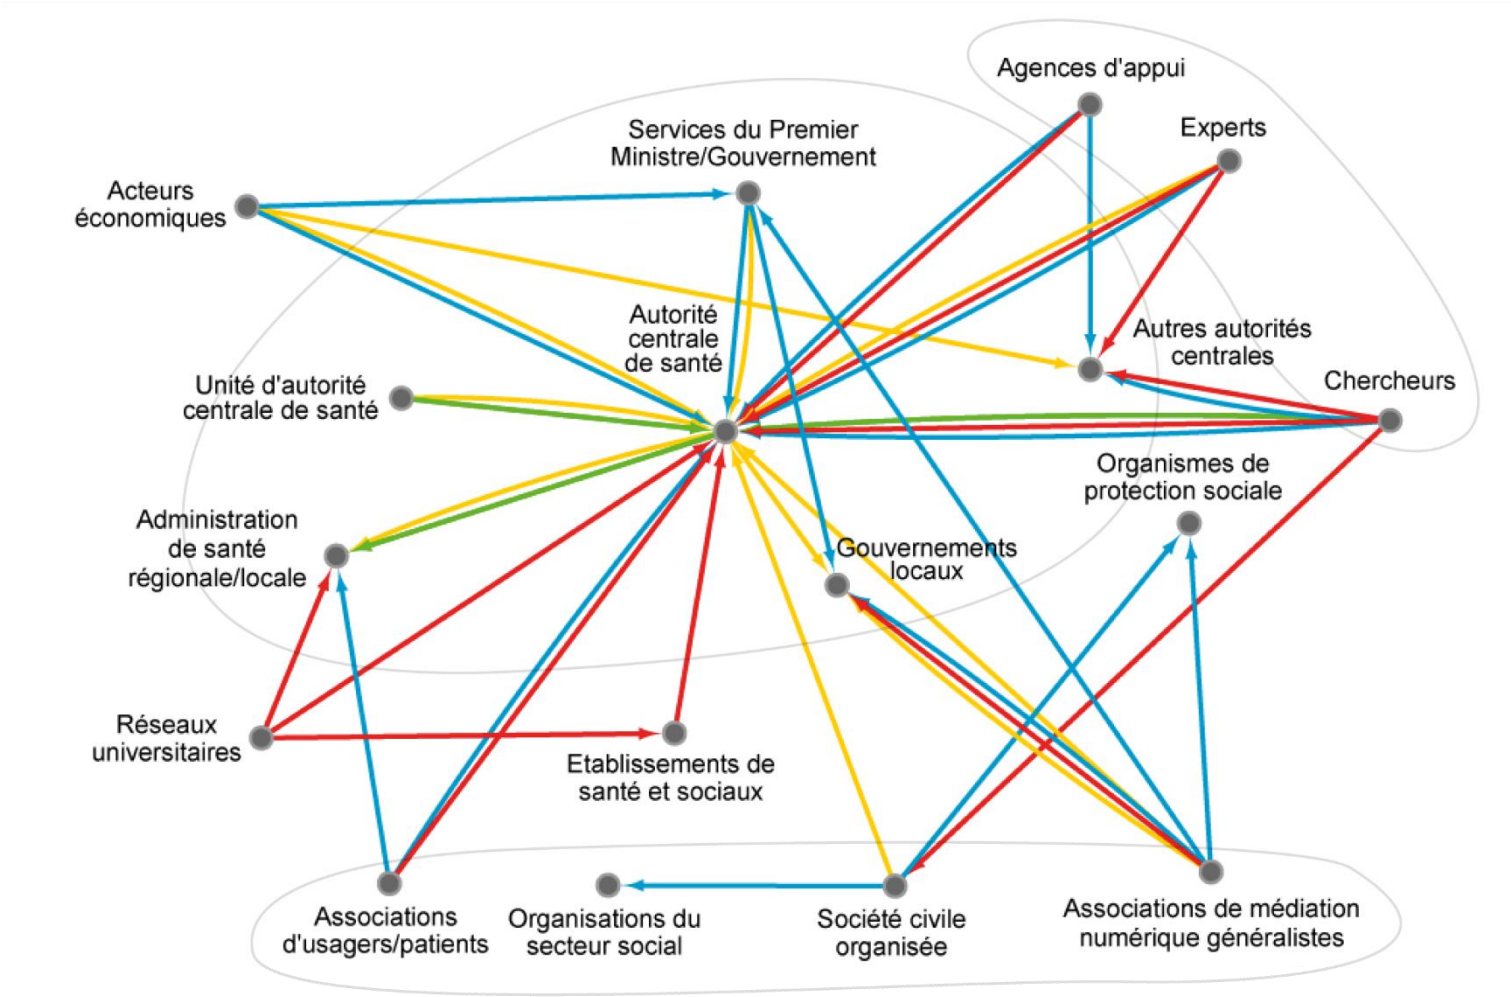 Agences d'appui
Experts
Services du Premier
Ministre/Gouvernement
Acteurs
économiques
Autorité
centrale
de santé
Autres autorités
centrales
Chercheurs
Unité d'autorité
centrale de santé
Organismes de
protection sociale
Administration
de santé
régionale/locale
Gouvernements
locaux
Réseaux
universitaires
Etablissements de
santé et sociaux
Associations
d'usagers/patients
Organisations du
secteur social
Société civile
organisée
Associations de médiation
numérique généralistes